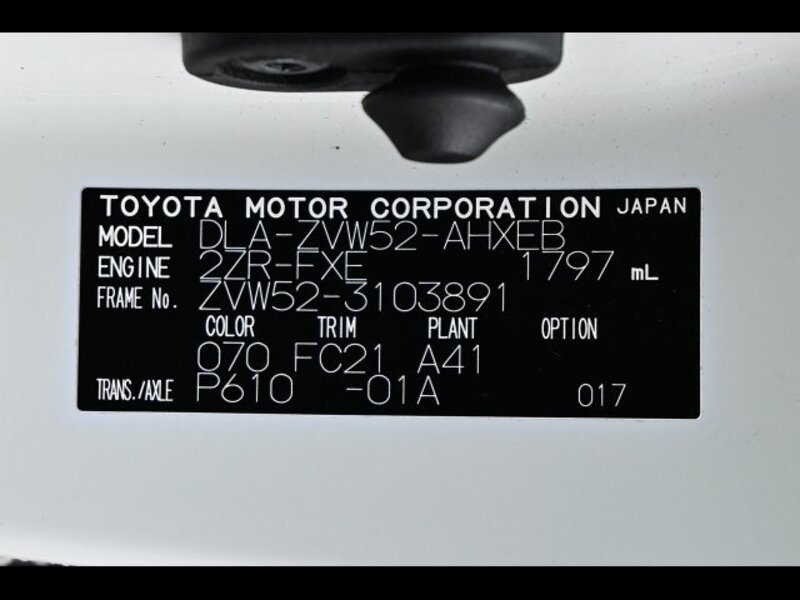 TOYOTA MOTOR CORPORATION JAPAN
MODEL DLA-ZVW52-AHXEB
ENGINE 2ZR-FXE 1797 mL
FRAME No. ZVW52-3103891
COLOR TRIM PLANT OPTION
070 FC21 A41
TRANS./AXLE P610 -01A 017